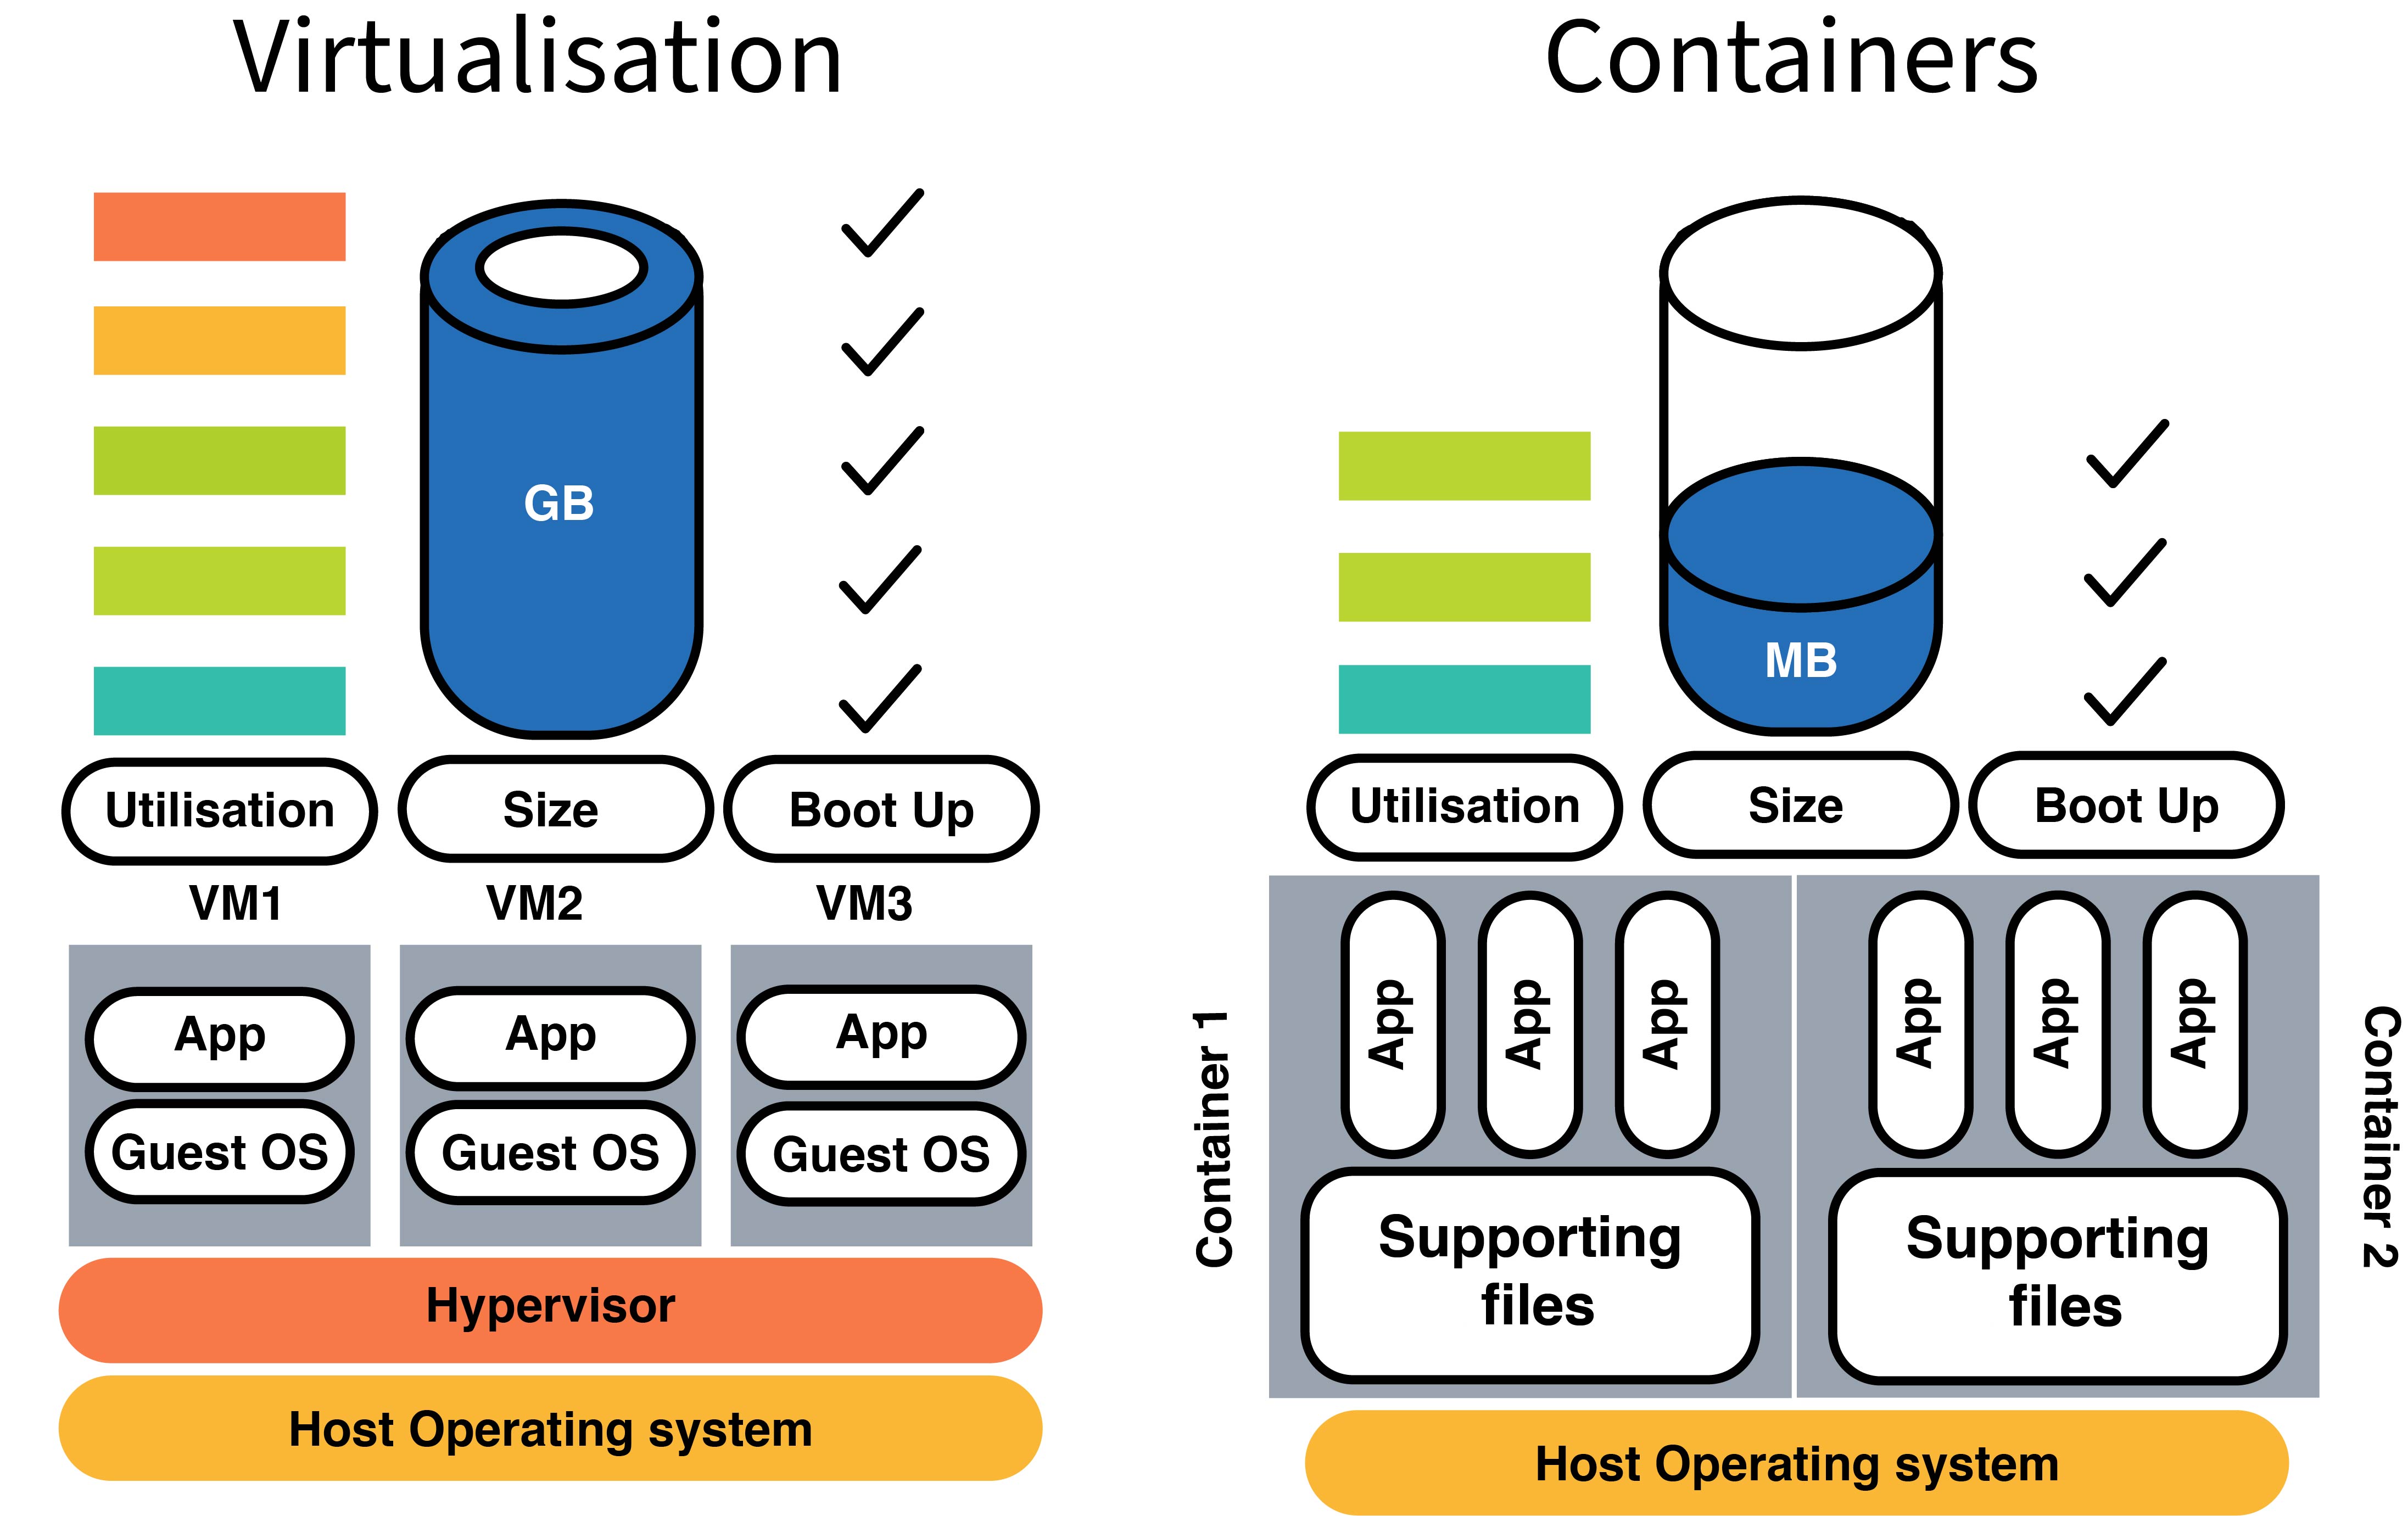 Virtualisation
GB
Utilisation
Size
Boot Up
VM1
VM2
VM3
App
App
App
Guest OS
Guest OS
Guest OS
Hypervisor
Host Operating system
Containers
MB
Utilisation
Size
Boot Up
Container 1
App
App
App
Supporting
files
App
App
App
Supporting
files
Container 2
Host Operating system